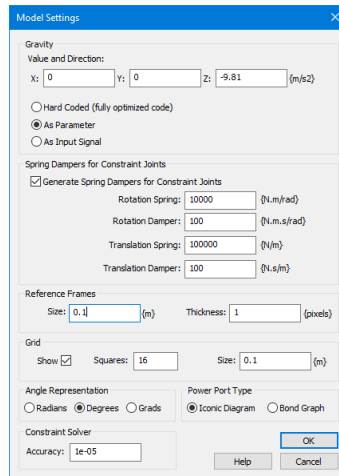 Model Settings
Gravity
Value and Direction:
X: 0 Y: 0 Z: -9.81 {m/s2}
Hard Coded (fully optimized code)
As Parameter
As Input Signal
Spring Dampers for Constraint Joints
Generate Spring Dampers for Constraint Joints
Rotation Spring: 10000 {N.m/rad}
Rotation Damper: 100 {N.m.s/rad}
Translation Spring: 100000 {N/m}
Translation Damper: 100 {N.s/m}
Reference Frames
Size: 0.1 {m} Thickness: 1 {pixels}
Grid
Show Squares: 16 Size: 0.1 {m}
Angle Representation Power Port Type
Radians Degrees Grads Iconic Diagram Bond Graph
Constraint Solver
Accuracy: 1e-05
OK
Help Cancel